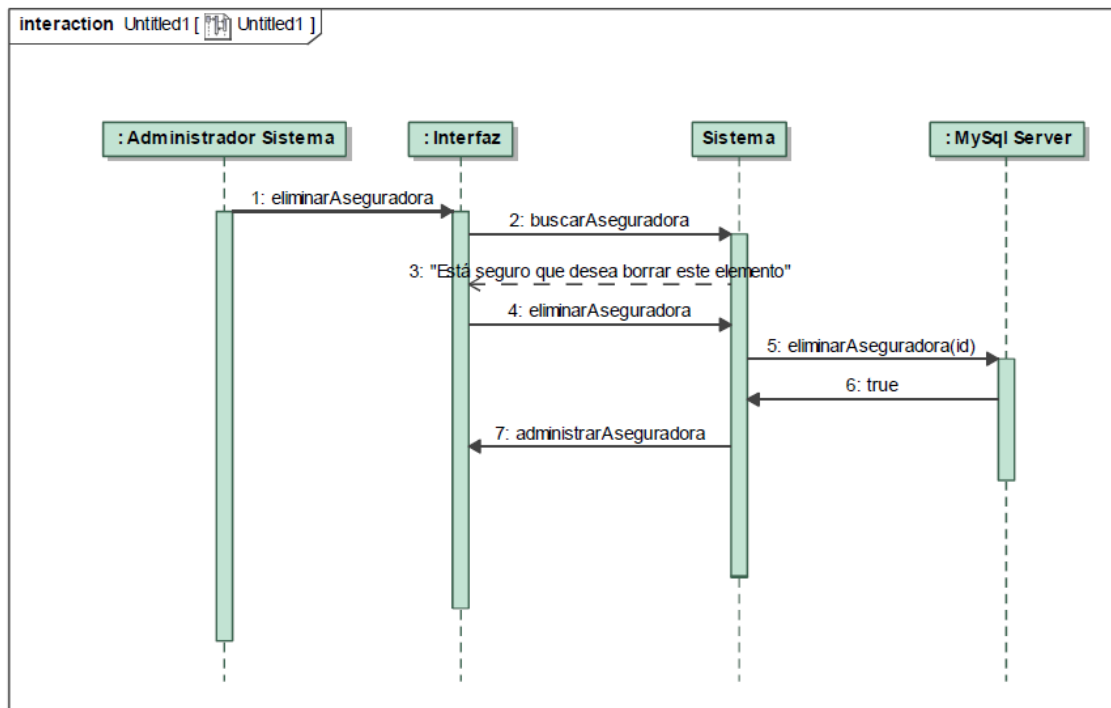 interaction Untitled1 [ Untitled1 ]
: Administrador Sistema
: Interfaz
Sistema
: MySql Server
1: eliminarAseguradora
2: buscarAseguradora
3: "Está seguro que desea borrar este elemento"
4: eliminarAseguradora
5: eliminarAseguradora(id)
6: true
7: administrarAseguradora